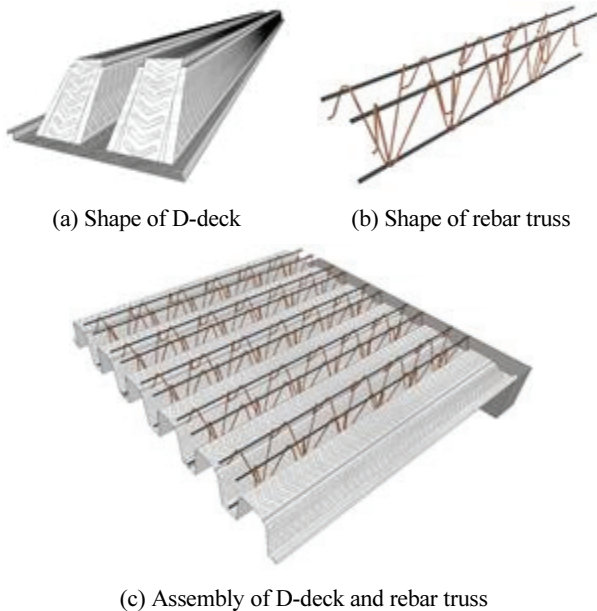 (a) Shape of D-deck
(b) Shape of rebar truss
(c) Assembly of D-deck and rebar truss